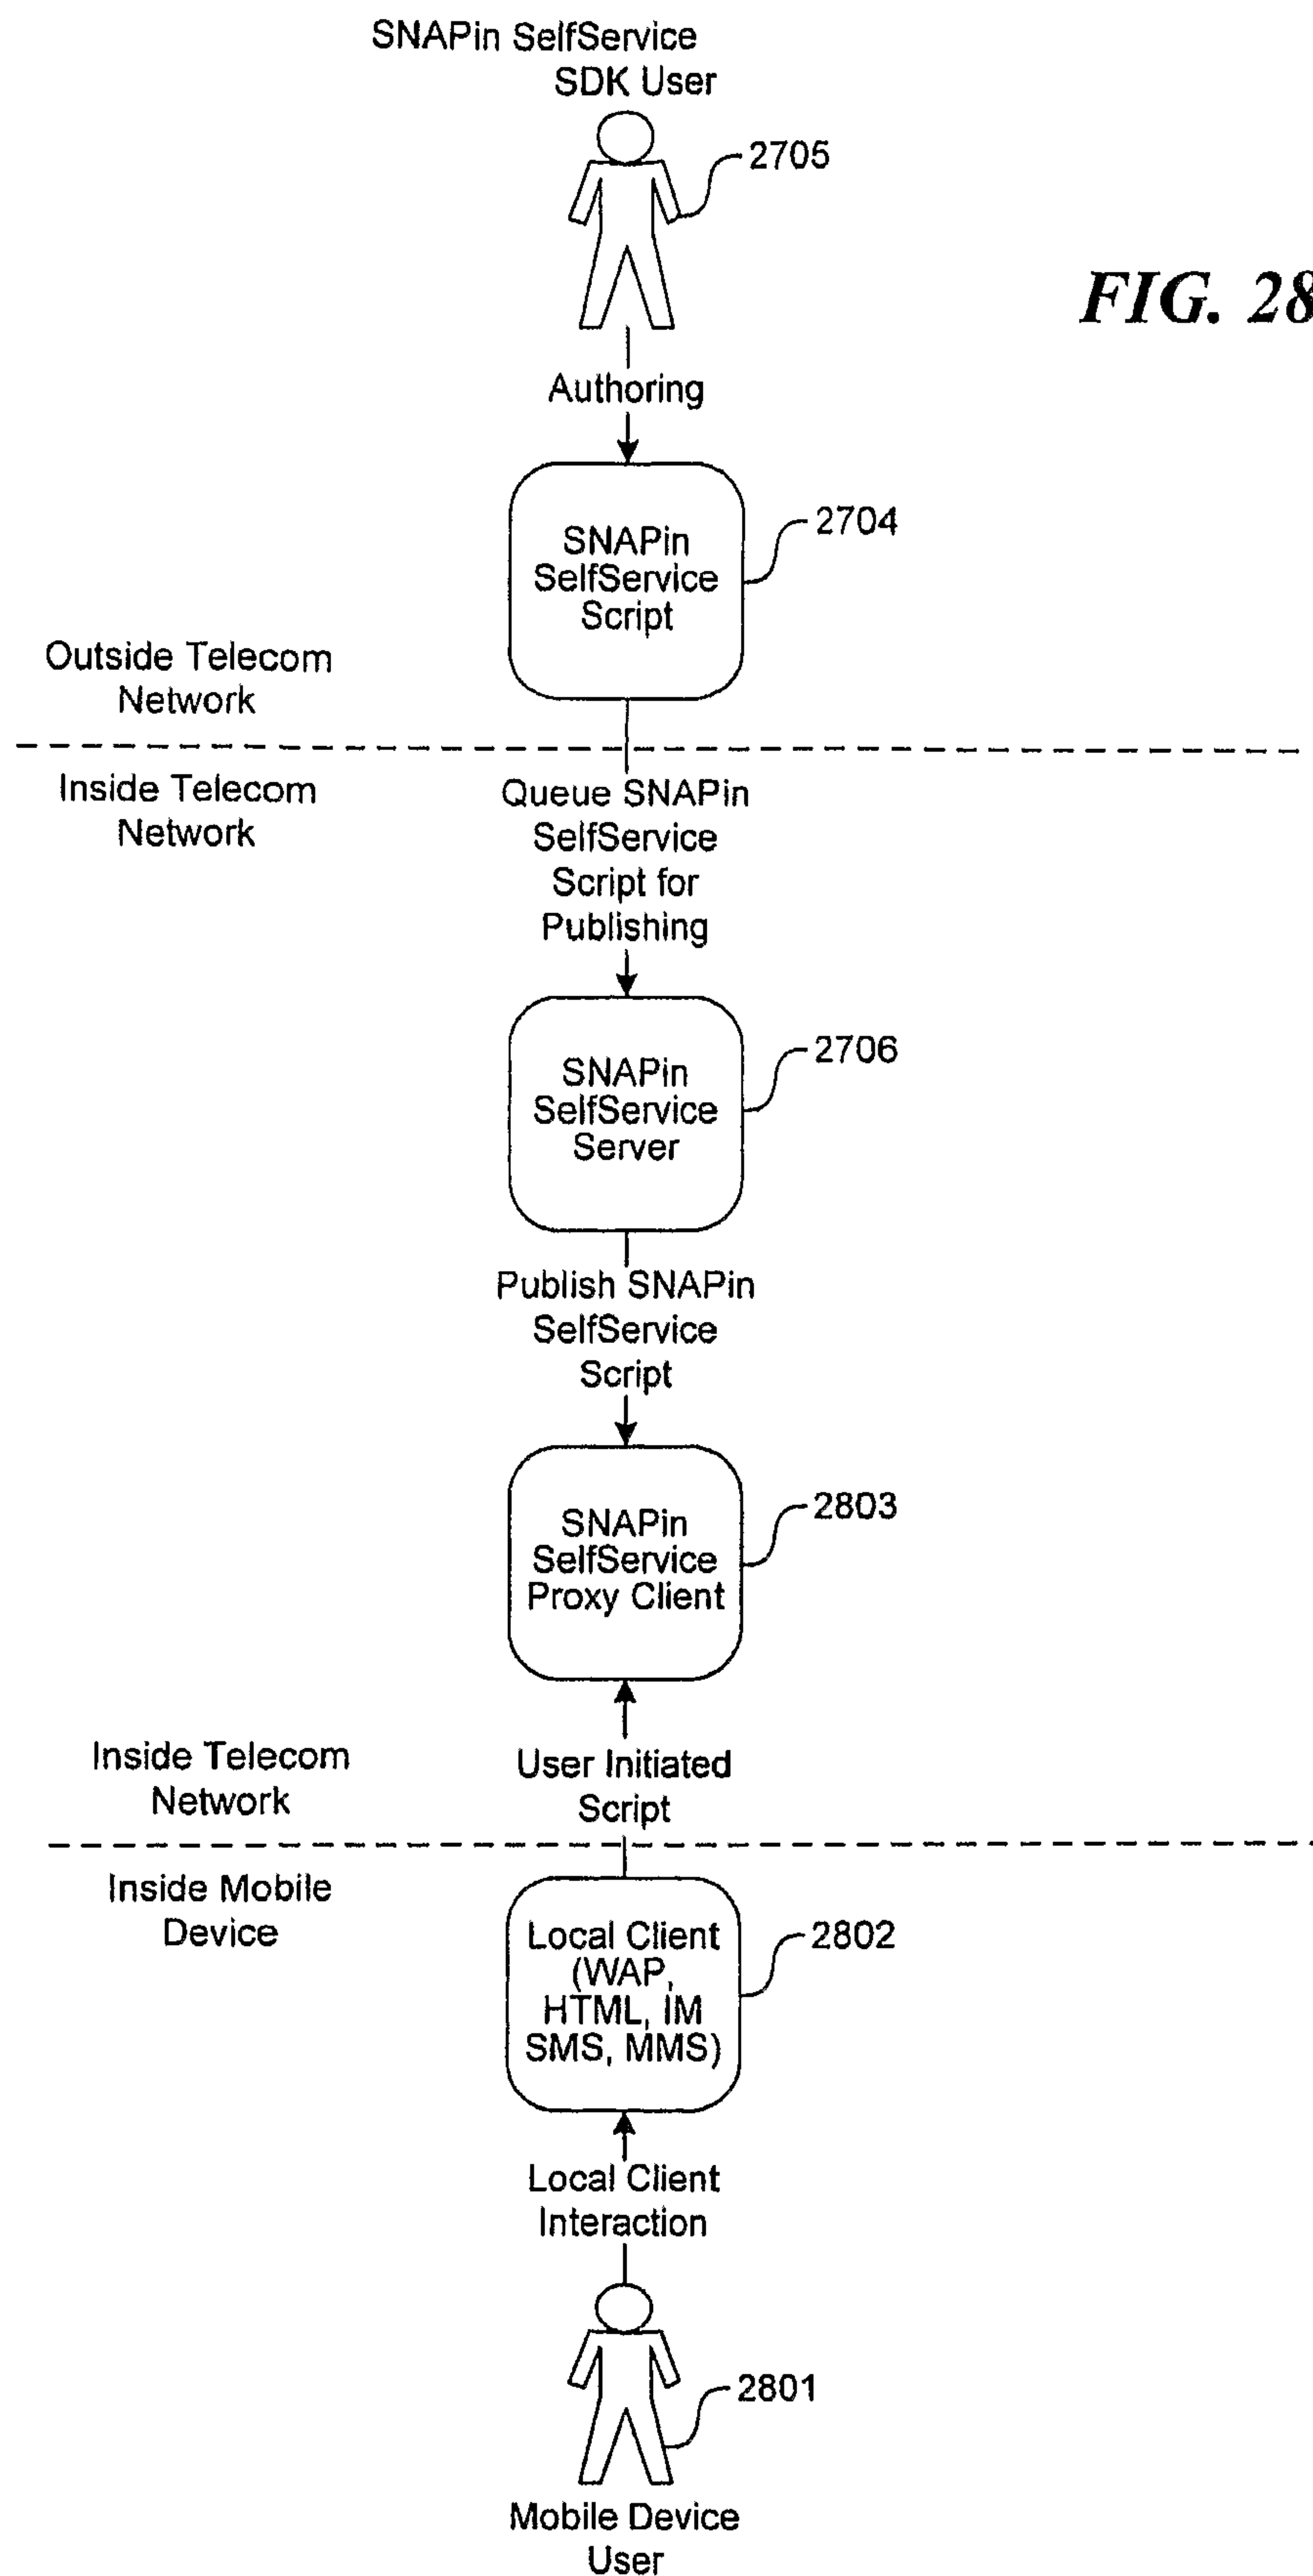 SNAPin SelfService
SDK User
2705
FIG. 28
Authoring
SNAPin
SelfService
Script
2704
Outside Telecom
Network
Inside Telecom
Network
Queue SNAPin
SelfService
Script for
Publishing
SNAPin
SelfService
Server
2706
Publish SNAPin
SelfService
Script
SNAPin
SelfService
Proxy Client
2803
Inside Telecom
Network
User Initiated
Script
Inside Mobile
Device
Local Client
(WAP,
HTML, IM
SMS, MMS)
2802
Local Client
Interaction
2801
Mobile Device
User